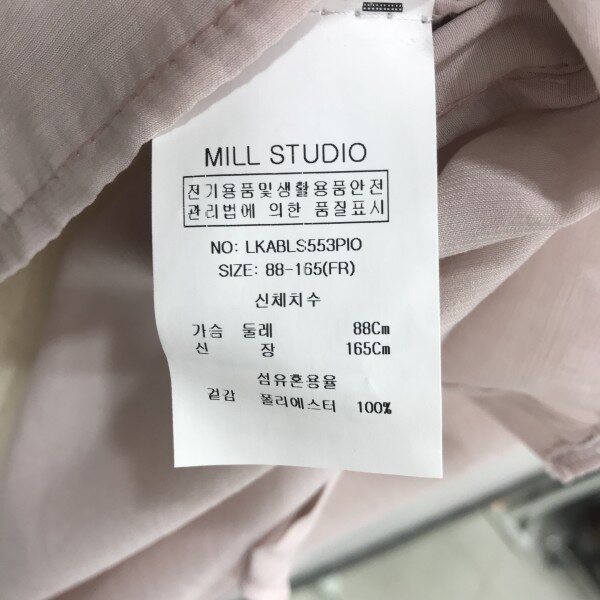 MILL STUDIO
전기용품및생활용품안전
관리법에 의한 품질표시
NO: LKABLS553PIO
SIZE: 88-165(FR)
신체치수
가슴 둘레 88Cm
신 장 165Cm
섬유혼용율
겉감 폴리에스터 100%